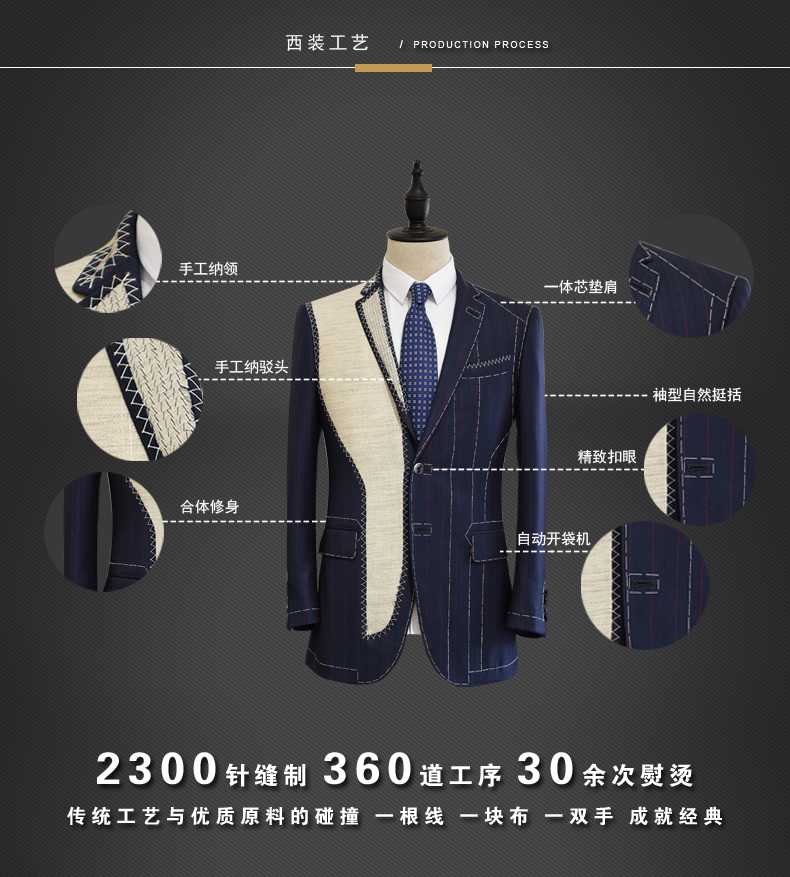 西装工艺 / PRODUCTION PROCESS
手工纳领
一体芯垫肩
手工纳驳头
袖型自然挺括
精致扣眼
合体修身
自动开袋机
2300针缝制 360道工序 30余次熨烫
传统工艺与优质原料的碰撞 一根线 一块布 一双手 成就经典